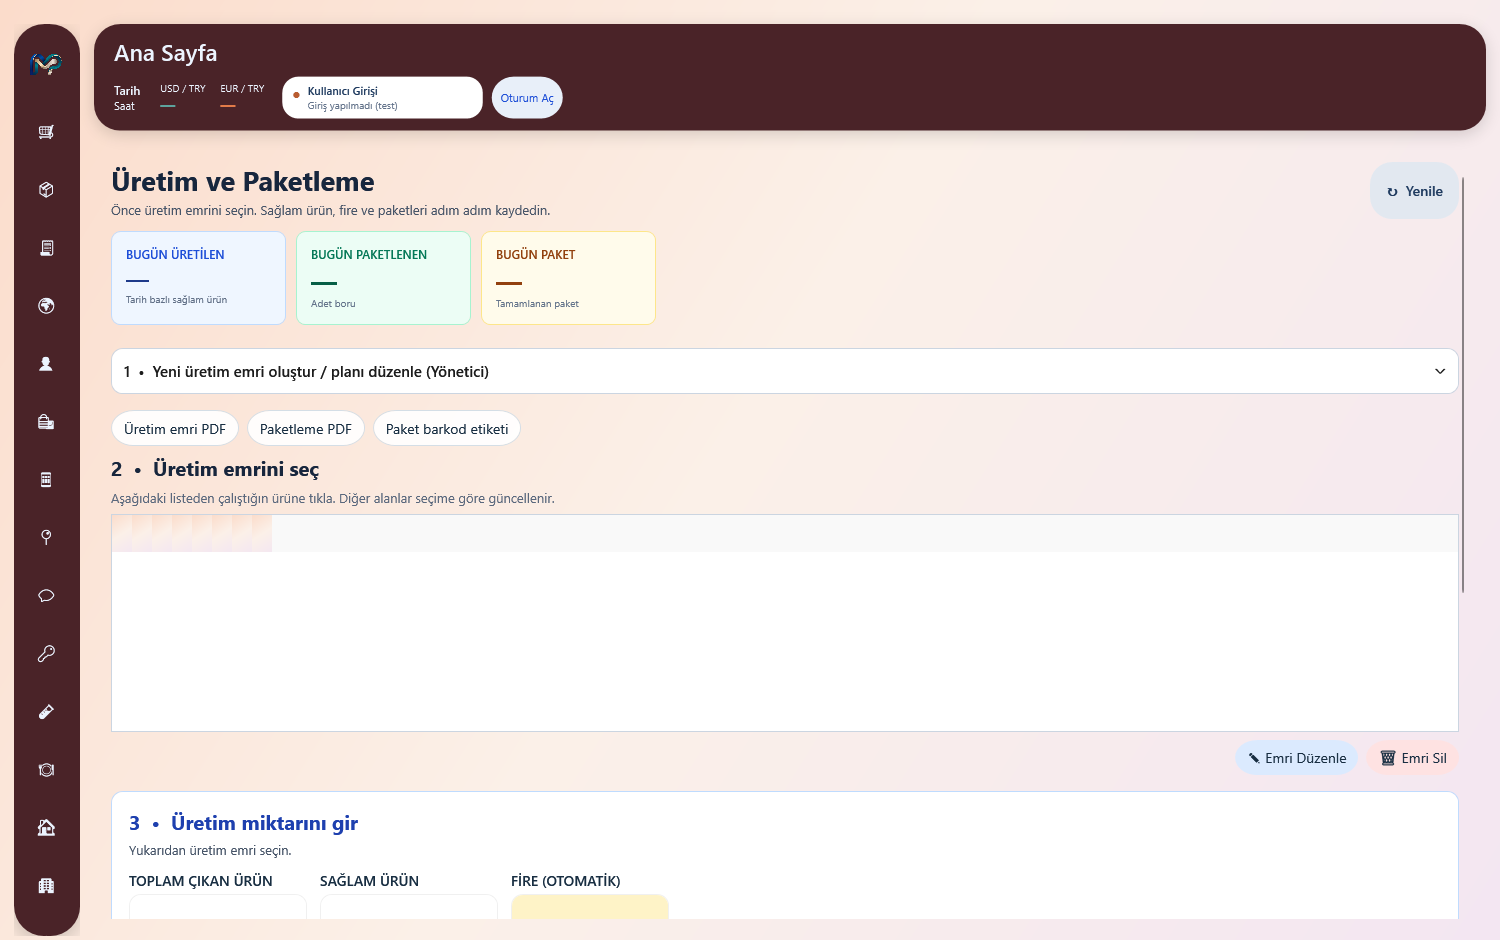 Ana Sayfa
Tarih
Saat
USD / TRY
—
EUR / TRY
—
Kullanıcı Girişi
Giriş yapılmadı (test)
Oturum Aç
Üretim ve Paketleme
Önce üretim emrini seçin. Sağlam ürün, fire ve paketleri adım adım kaydedin.
↻ Yenile
BUGÜN ÜRETİLEN
—
Tarih bazlı sağlam ürün
BUGÜN PAKETLENEN
—
Adet boru
BUGÜN PAKET
—
Tamamlanan paket
1 • Yeni üretim emri oluştur / planı düzenle (Yönetici)
Üretim emri PDF
Paketleme PDF
Paket barkod etiketi
2 • Üretim emrini seç
Aşağıdaki listeden çalıştığın ürüne tıkla. Diğer alanlar seçime göre güncellenir.
Emri Düzenle
Emri Sil
3 • Üretim miktarını gir
Yukarıdan üretim emri seçin.
TOPLAM ÇIKAN ÜRÜN
SAĞLAM ÜRÜN
FİRE (OTOMATİK)